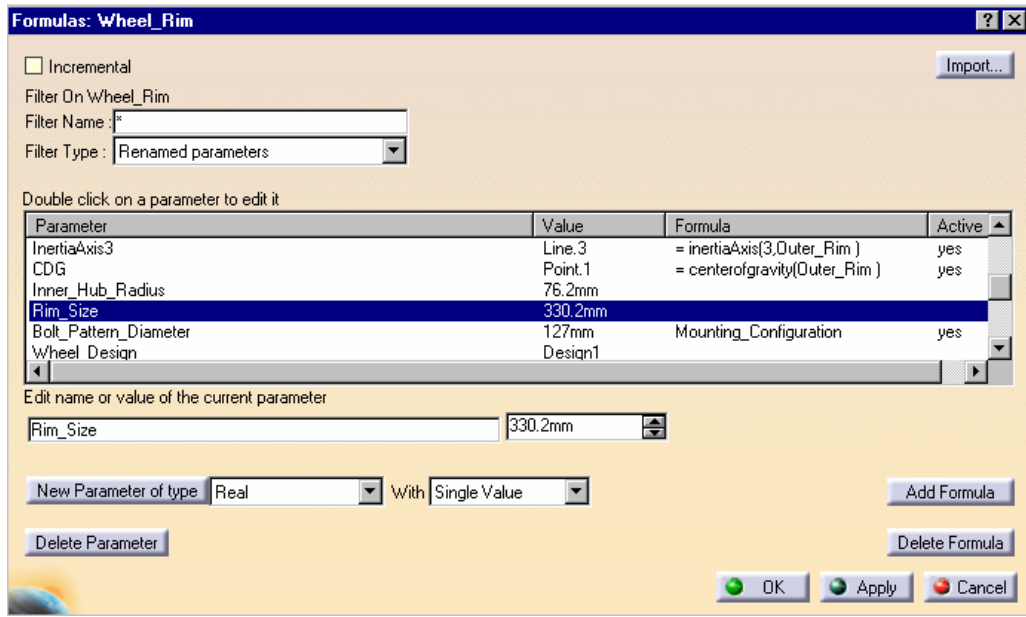 Formulas: Wheel_Rim ? X
Incremental Import...
Filter On Wheel_Rim
Filter Name : *
Filter Type : Renamed parameters
Double click on a parameter to edit it
Parameter Value Formula Active
InertiaAxis3 Line.3 = inertiaAxis(3,Outer_Rim ) yes
CDG Point.1 = centerofgravity(Outer_Rim ) yes
Inner_Hub_Radius 76.2mm
Rim_Size 330.2mm
Bolt_Pattern_Diameter 127mm Mounting_Configuration yes
Wheel_Design Design1
Edit name or value of the current parameter
Rim_Size 330.2mm
New Parameter of type Real With Single Value Add Formula
Delete Parameter Delete Formula
OK Apply Cancel